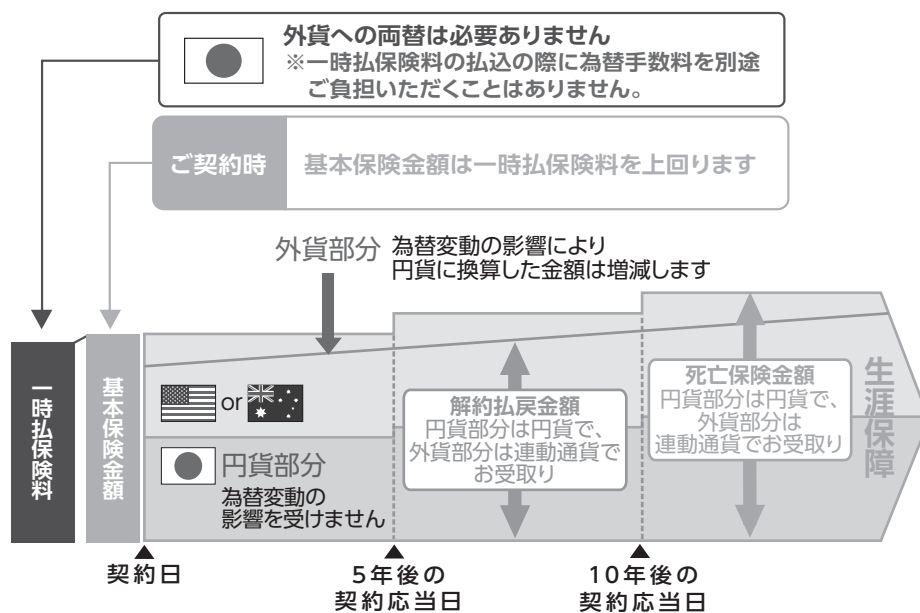 外貨への両替は必要ありません
※一時払保険料の払込の際に為替手数料を別途
ご負担いただくことはありません。
ご契約時
基本保険金額は一時払保険料を上回ります
外貨部分
為替変動の影響により
円貨に換算した金額は増減します
一時払保険料
基本保険金額
or
円貨部分
為替変動の
影響を受けません
解約払戻金額
円貨部分は円貨で、
外貨部分は連動通貨で
お受取り
死亡保険金額
円貨部分は円貨で、
外貨部分は
連動通貨でお受取り
生涯保障
契約日
5年後の
契約応当日
10年後の
契約応当日